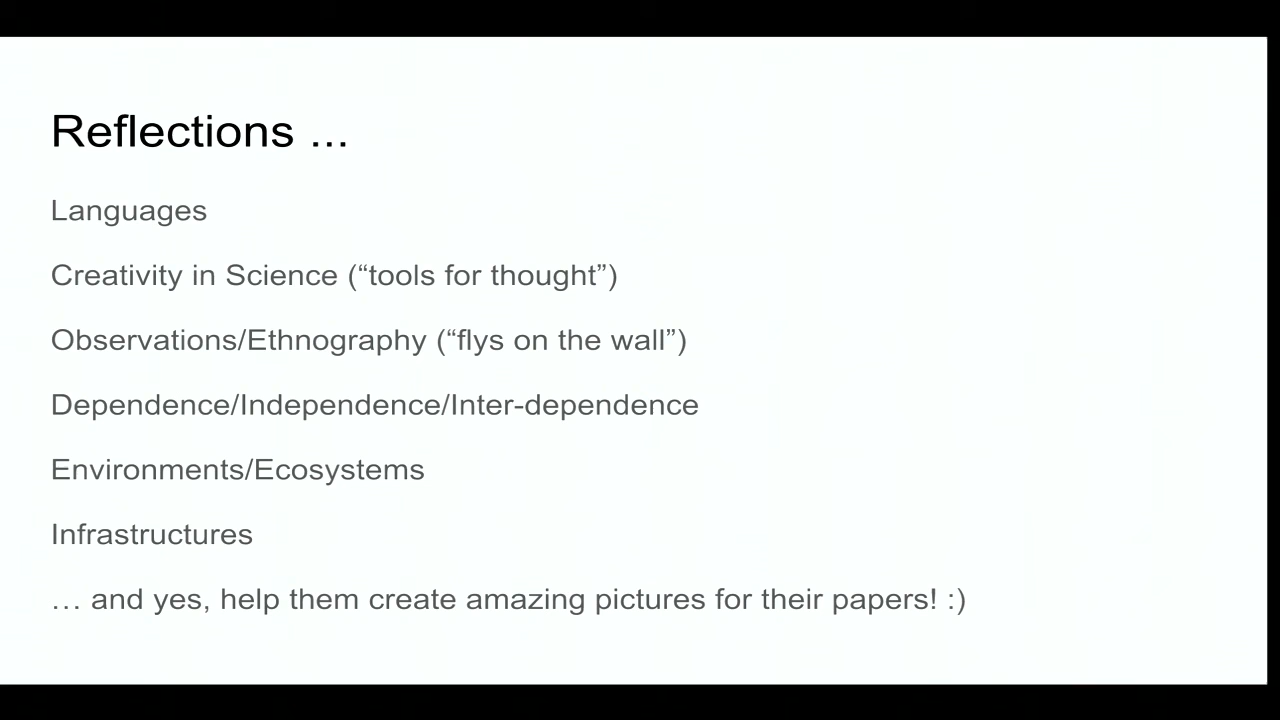 Reflections ...
Languages
Creativity in Science (“tools for thought”)
Observations/Ethnography (“flys on the wall”)
Dependence/Independence/Inter-dependence
Environments/Ecosystems
Infrastructures
… and yes, help them create amazing pictures for their papers! :)